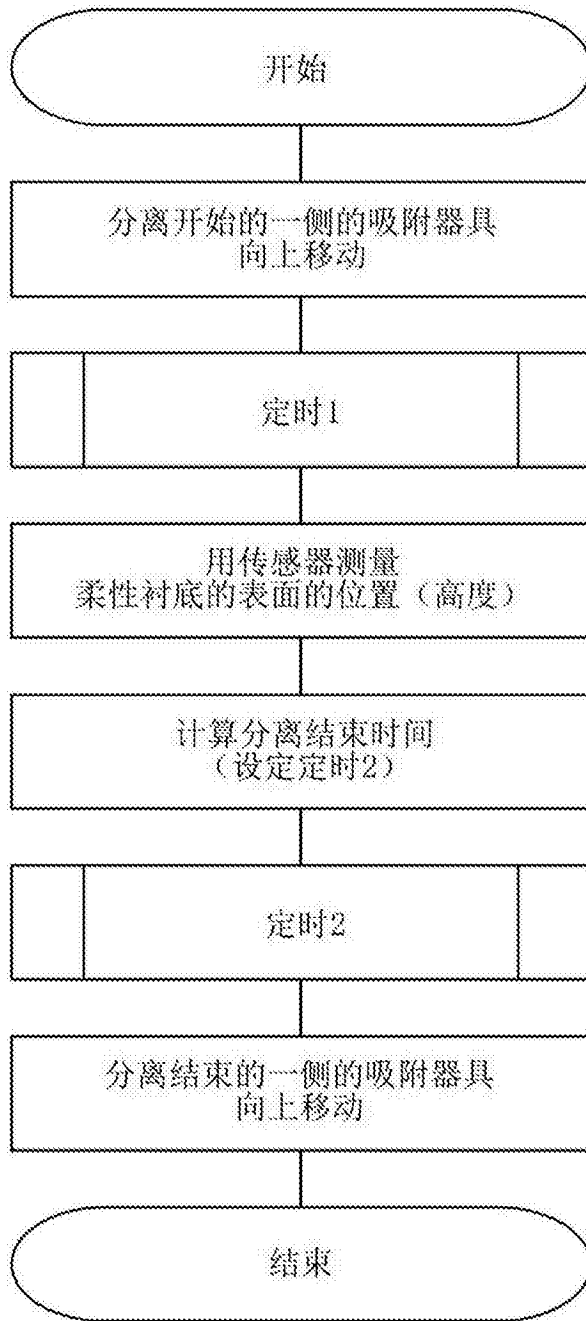 开始
分离开始的一侧的吸附器具
向上移动
定时1
用传感器测量
柔性衬底的表面的位置（高度）
计算分离结束时间
（设定定时2）
定时2
分离结束的一侧的吸附器具
向上移动
结束